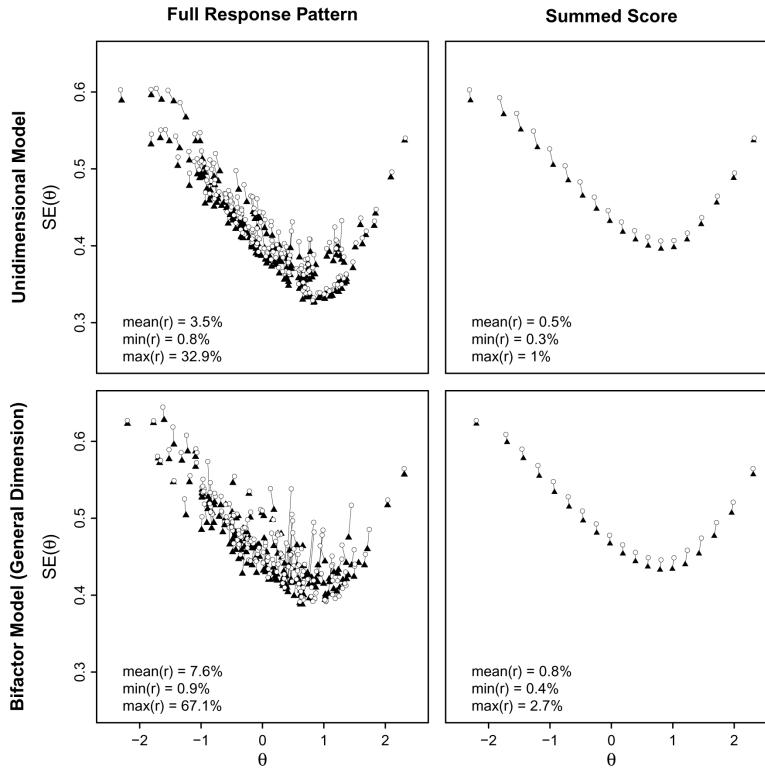 Full Response Pattern
Summed Score
Unidimensional Model
SE(θ)
0.6
0.5
0.4
0.3
mean(r) = 3.5%
min(r) = 0.8%
max(r) = 32.9%
mean(r) = 0.5%
min(r) = 0.3%
max(r) = 1%
Bifactor Model (General Dimension)
SE(θ)
0.6
0.5
0.4
0.3
mean(r) = 7.6%
min(r) = 0.9%
max(r) = 67.1%
mean(r) = 0.8%
min(r) = 0.4%
max(r) = 2.7%
−2 −1 0 1 2
−2 −1 0 1 2
θ
θ